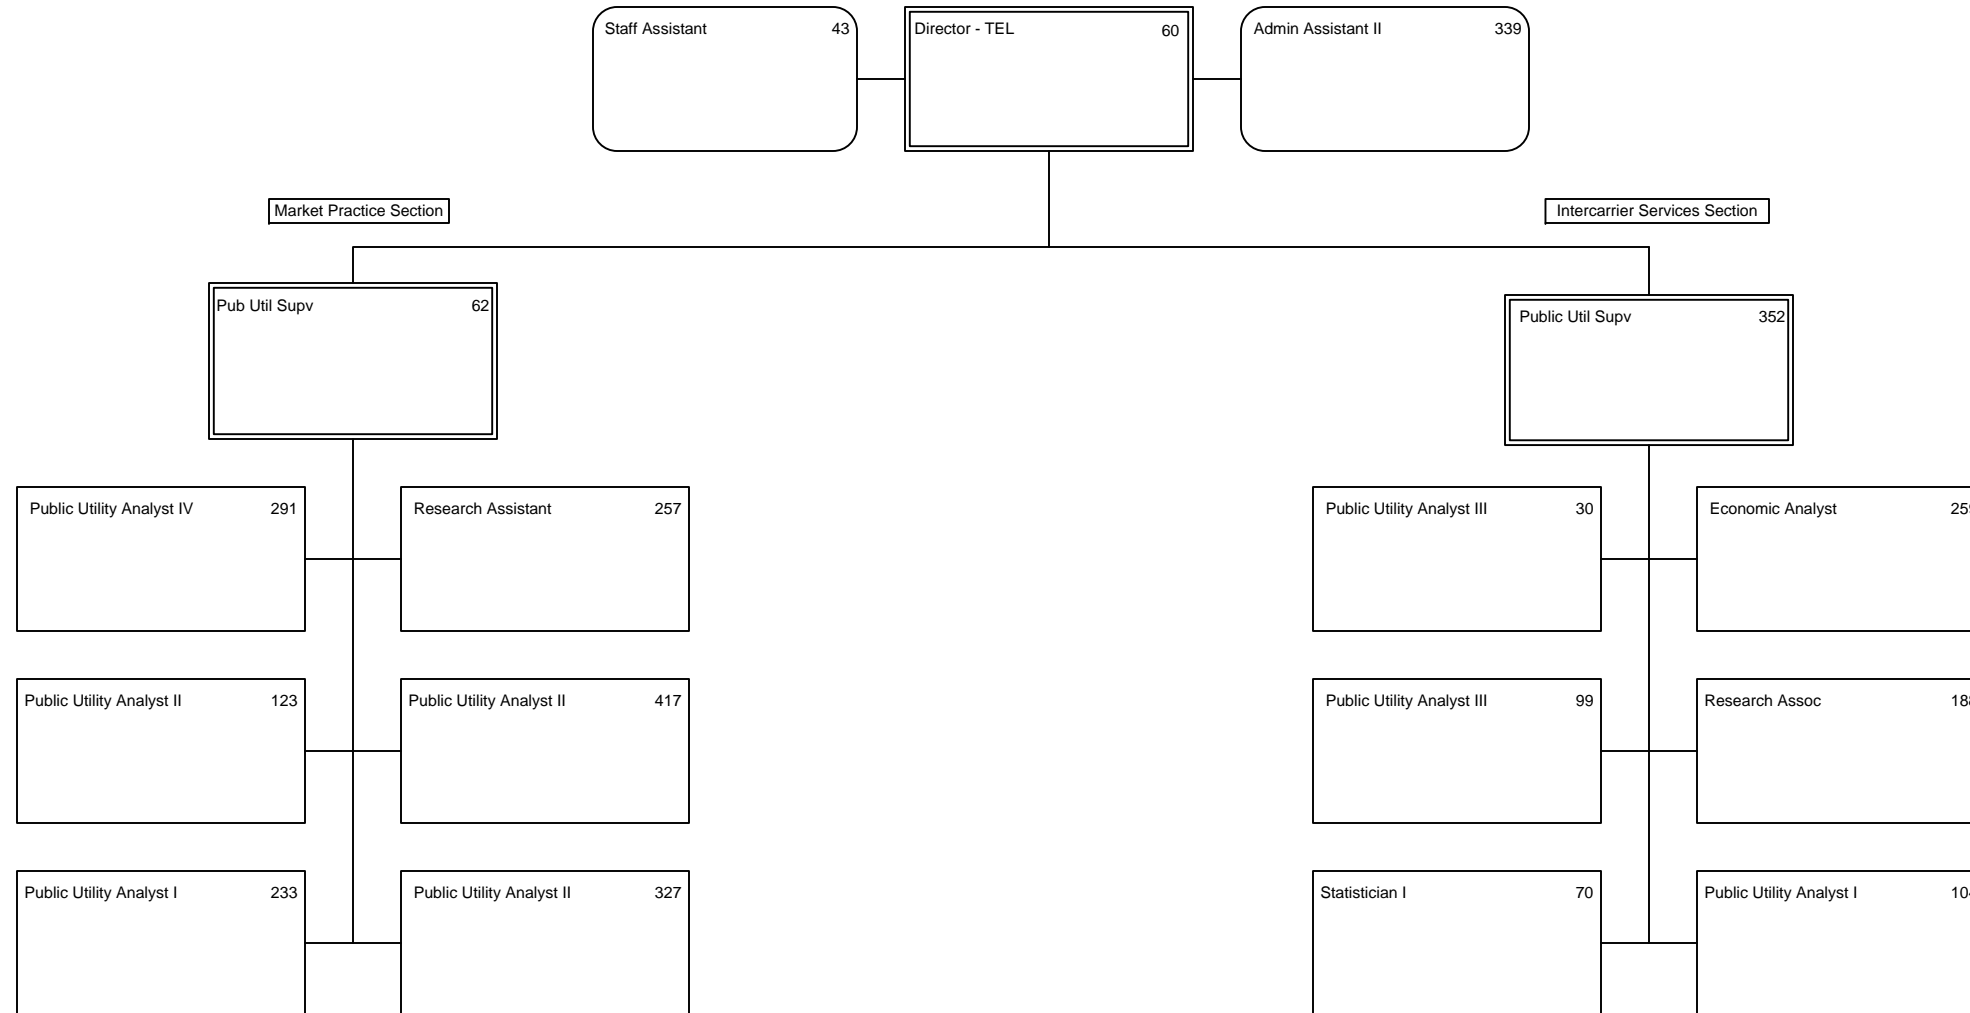 Staff Assistant 43
Director - TEL 60
Admin Assistant II 339
Market Practice Section
Intercarrier Services Section
Pub Util Supv 62
Public Util Supv 352
Public Utility Analyst IV 291
Research Assistant 257
Public Utility Analyst III 30
Economic Analyst
Public Utility Analyst II 123
Public Utility Analyst II 417
Public Utility Analyst III 99
Research Assoc
Public Utility Analyst I 233
Public Utility Analyst II 327
Statistician I 70
Public Utility Analyst I